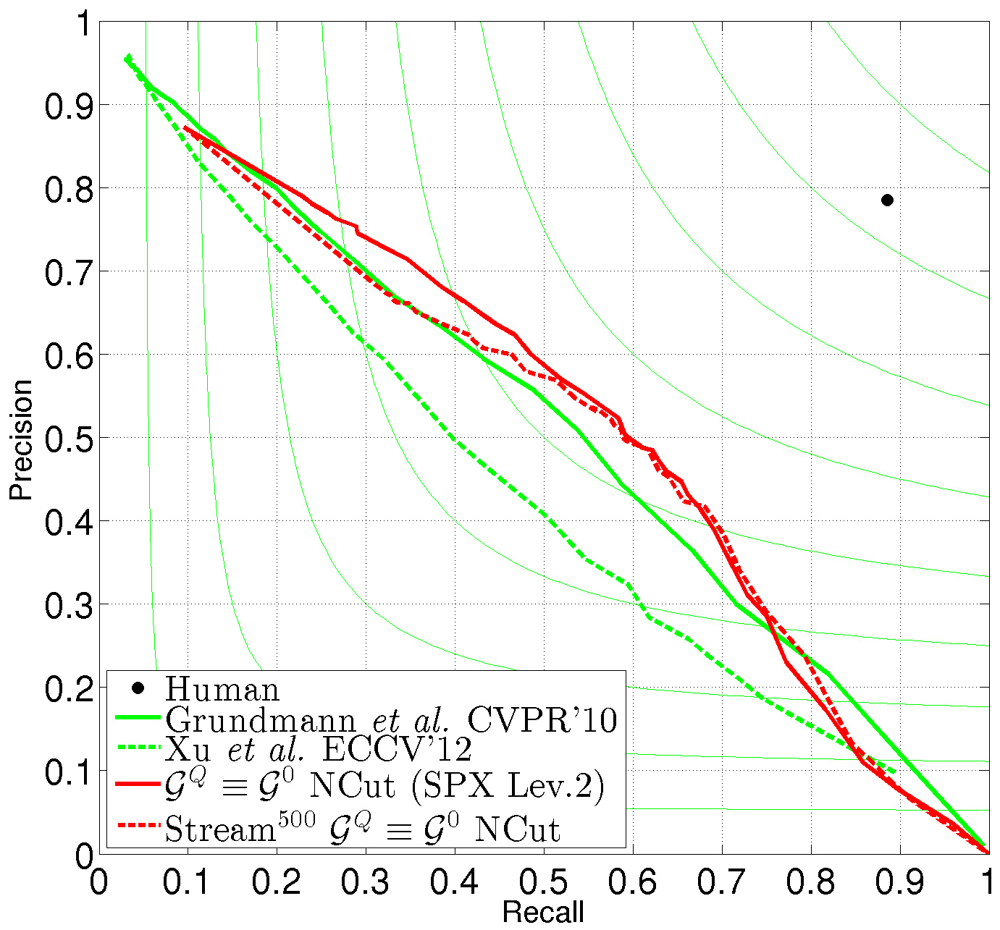 1
0.9
0.8
0.7
0.6
0.5
0.4
0.3
0.2
0.1
0
Precision
Human
Grundmann et al. CVPR'10
Xu et al. ECCV'12
𝒢^Q ≡ 𝒢^0 NCut (SPX Lev.2)
Stream^500 𝒢^Q ≡ 𝒢^0 NCut
0 0.1 0.2 0.3 0.4 0.5 0.6 0.7 0.8 0.9 1
Recall